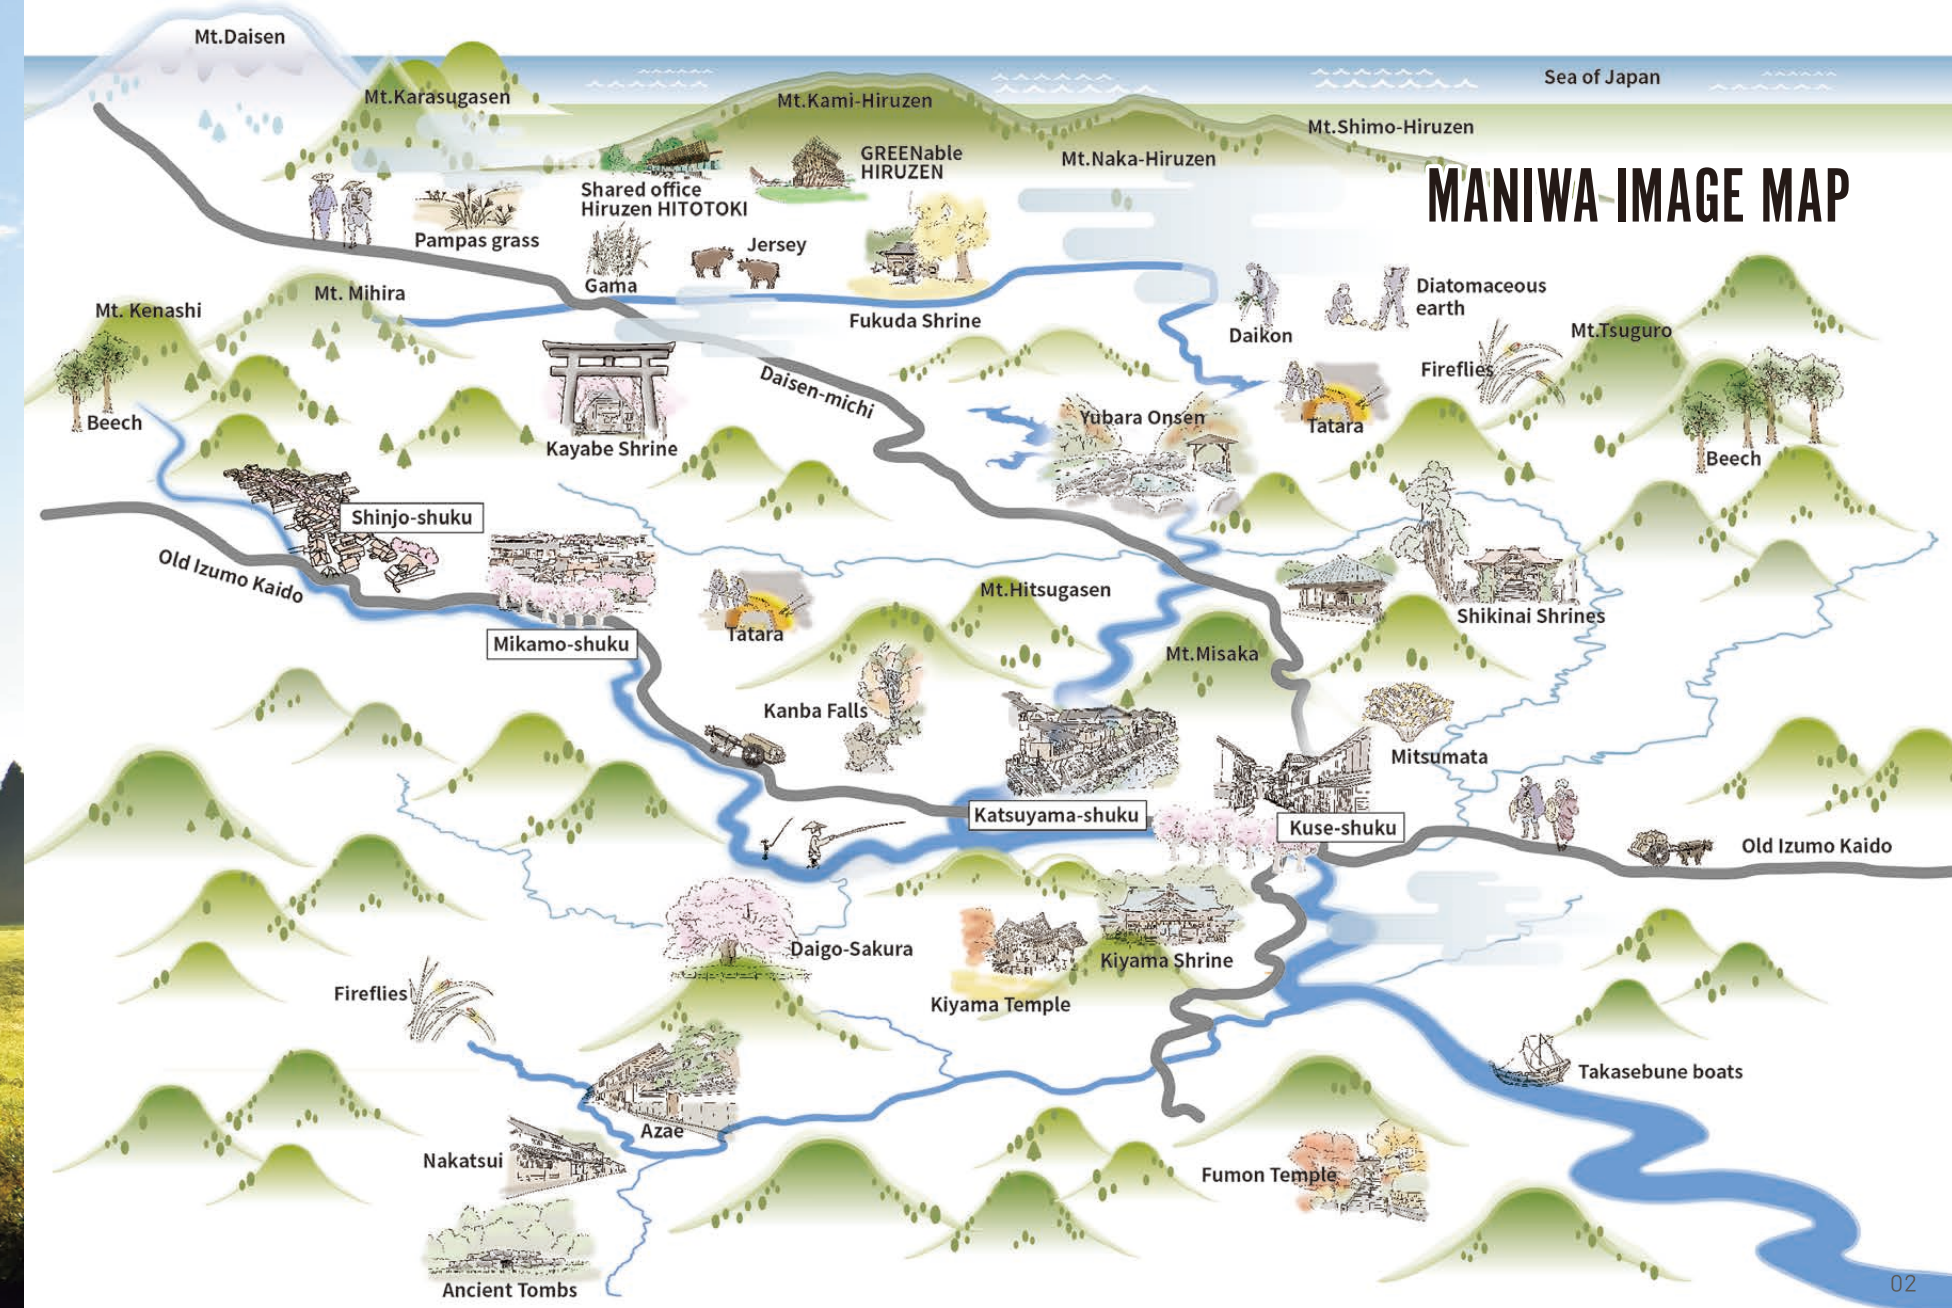 Mt.Daisen
Sea of Japan
Mt.Karasugasen
Mt.Kami-Hiruzen
Mt.Shimo-Hiruzen
Mt.Naka-Hiruzen
GREENable
HIRUZEN
MANIWA IMAGE MAP
Shared office
Hiruzen HITOTOKI
Pampas grass
Jersey
Gama
Mt. Mihira
Mt. Kenashi
Fukuda Shrine
Daikon
Diatomaceous
earth
Mt.Tsuguro
Fireflies
Beech
Daisen-michi
Yubara Onsen
Tatara
Kayabe Shrine
Beech
Shinjo-shuku
Old Izumo Kaido
Mt.Hitsugasen
Shikinai Shrines
Tatara
Mikamo-shuku
Mt.Misaka
Kanba Falls
Mitsumata
Katsuyama-shuku
Kuse-shuku
Old Izumo Kaido
Daigo-Sakura
Kiyama Shrine
Fireflies
Kiyama Temple
Takasebune boats
Azae
Nakatsui
Fumon Temple
Ancient Tombs
02